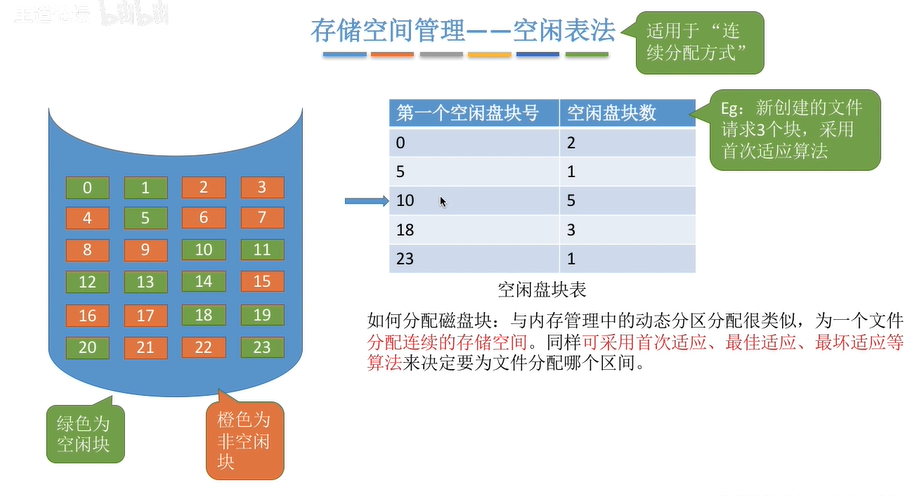 存储空间管理——空闲表法
适用于 “连
续分配方式”
第一个空闲盘块号 空闲盘块数
0 2
5 1
10 5
18 3
23 1
空闲盘块表
Eg：新创建的文件
请求3个块，采用
首次适应算法
0 1 2 3
4 5 6 7
8 9 10 11
12 13 14 15
16 17 18 19
20 21 22 23
绿色为
空闲块
橙色为
非空闲
块
如何分配磁盘块：与内存管理中的动态分区分配很类似，为一个文件
分配连续的存储空间。同样可采用首次适应、最佳适应、最坏适应等
算法来决定要为文件分配哪个区间。